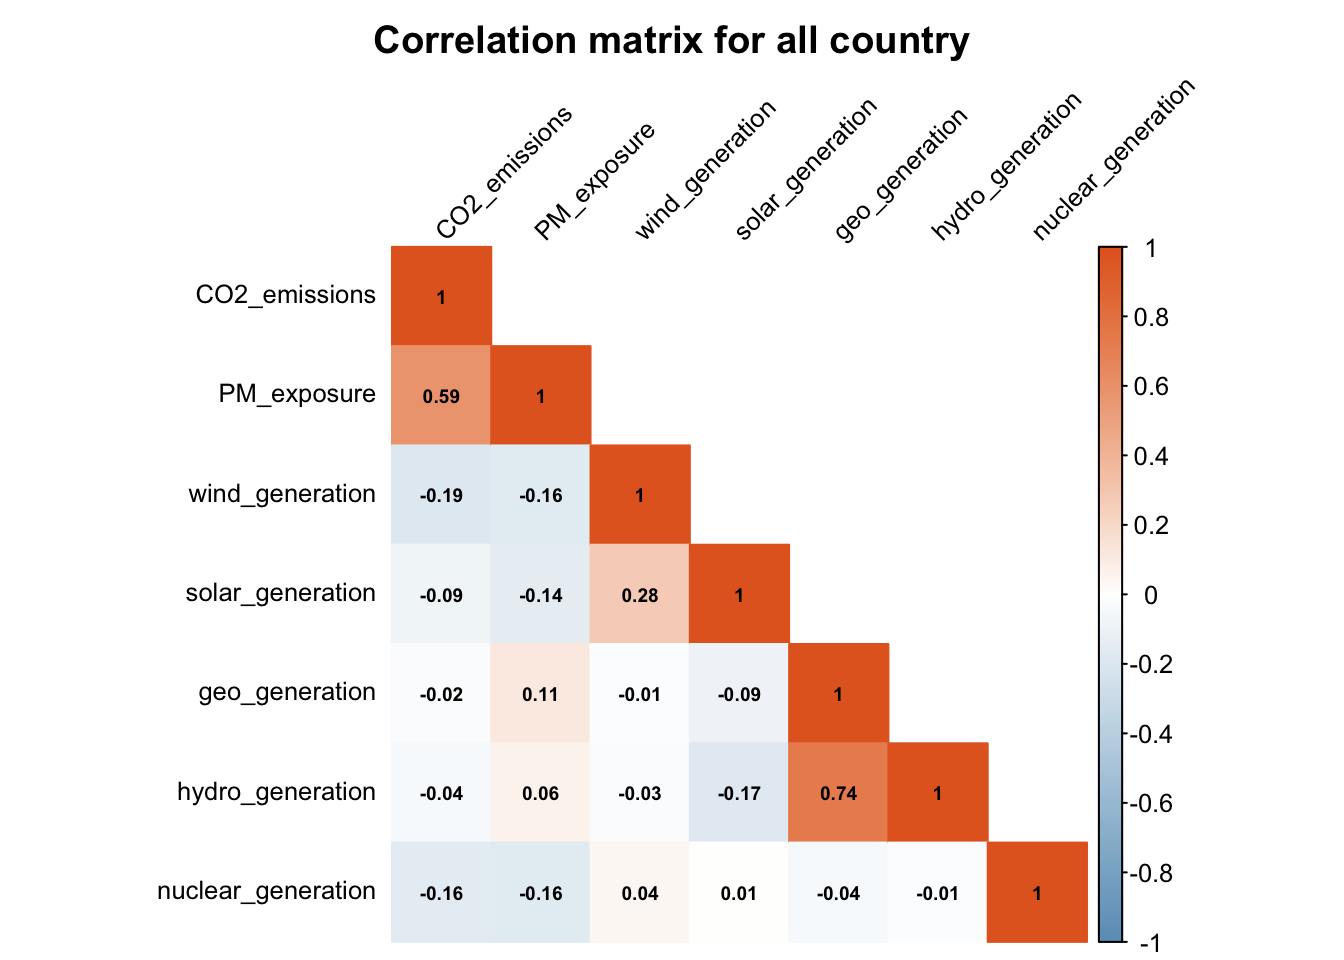 Correlation matrix for all country
CO2_emissions
PM_exposure
wind_generation
solar_generation
geo_generation
hydro_generation
nuclear_generation
CO2_emissions 1
PM_exposure 0.59 1
wind_generation -0.19 -0.16 1
solar_generation -0.09 -0.14 0.28 1
geo_generation -0.02 0.11 -0.01 -0.09 1
hydro_generation -0.04 0.06 -0.03 -0.17 0.74 1
nuclear_generation -0.16 -0.16 0.04 0.01 -0.04 -0.01 1
1
0.8
0.6
0.4
0.2
0
-0.2
-0.4
-0.6
-0.8
-1